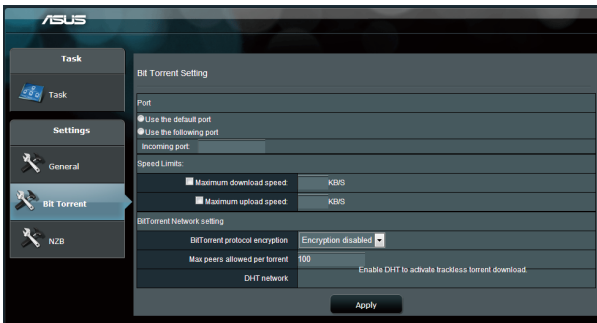 ASUS
Task
Task
Settings
General
Bit Torrent
NZB
Bit Torrent Setting
Port
Use the default port
Use the following port
Incoming port:
Speed Limits:
Maximum download speed: KB/S
Maximum upload speed: KB/S
BitTorrent Network setting
BitTorrent protocol encryption Encryption disabled
Max peers allowed per torrent 100
DHT network Enable DHT to activate trackless torrent download.
Apply